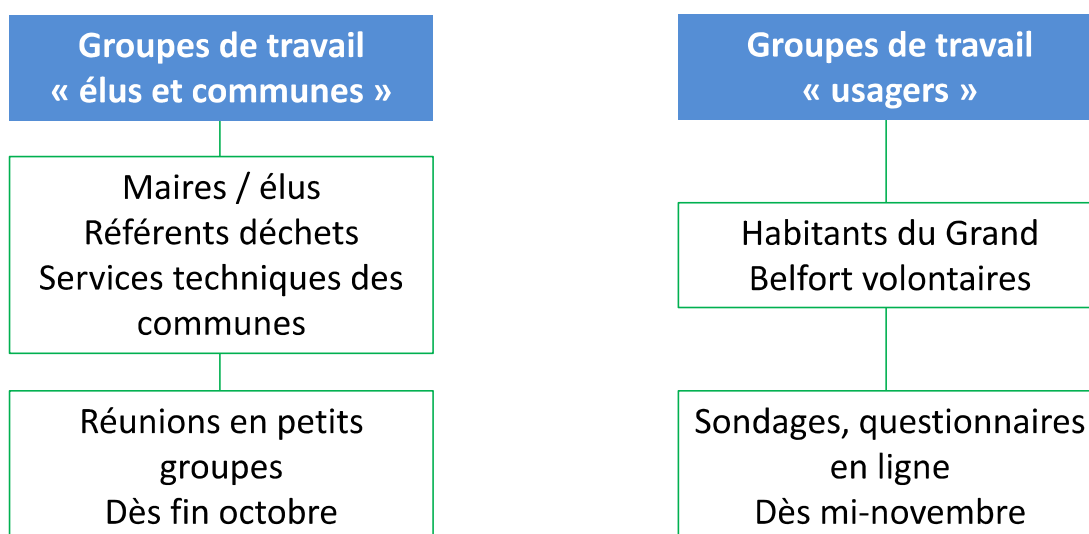 Groupes de travail
« élus et communes »
Maires / élus
Référents déchets
Services techniques des
communes
Réunions en petits
groupes
Dès fin octobre
Groupes de travail
« usagers »
Habitants du Grand
Belfort volontaires
Sondages, questionnaires
en ligne
Dès mi-novembre